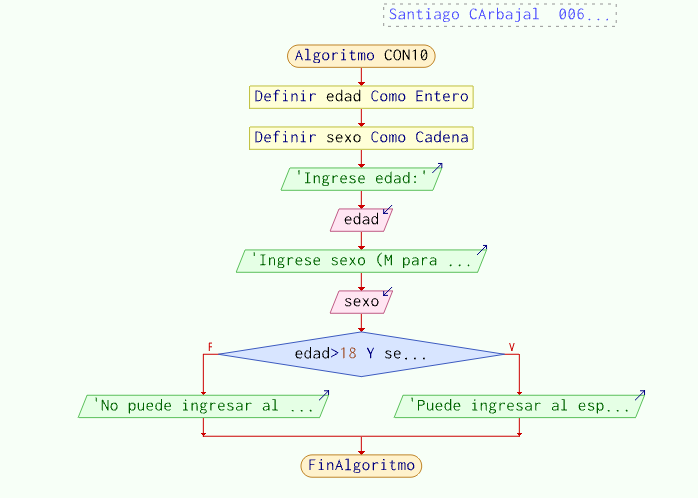 Santiago CArbajal  006...
Algoritmo CON10
Definir edad Como Entero
Definir sexo Como Cadena
'Ingrese edad:'
edad
'Ingrese sexo (M para ...
sexo
F
edad>18 Y se...
V
'No puede ingresar al ...
'Puede ingresar al esp...
FinAlgoritmo